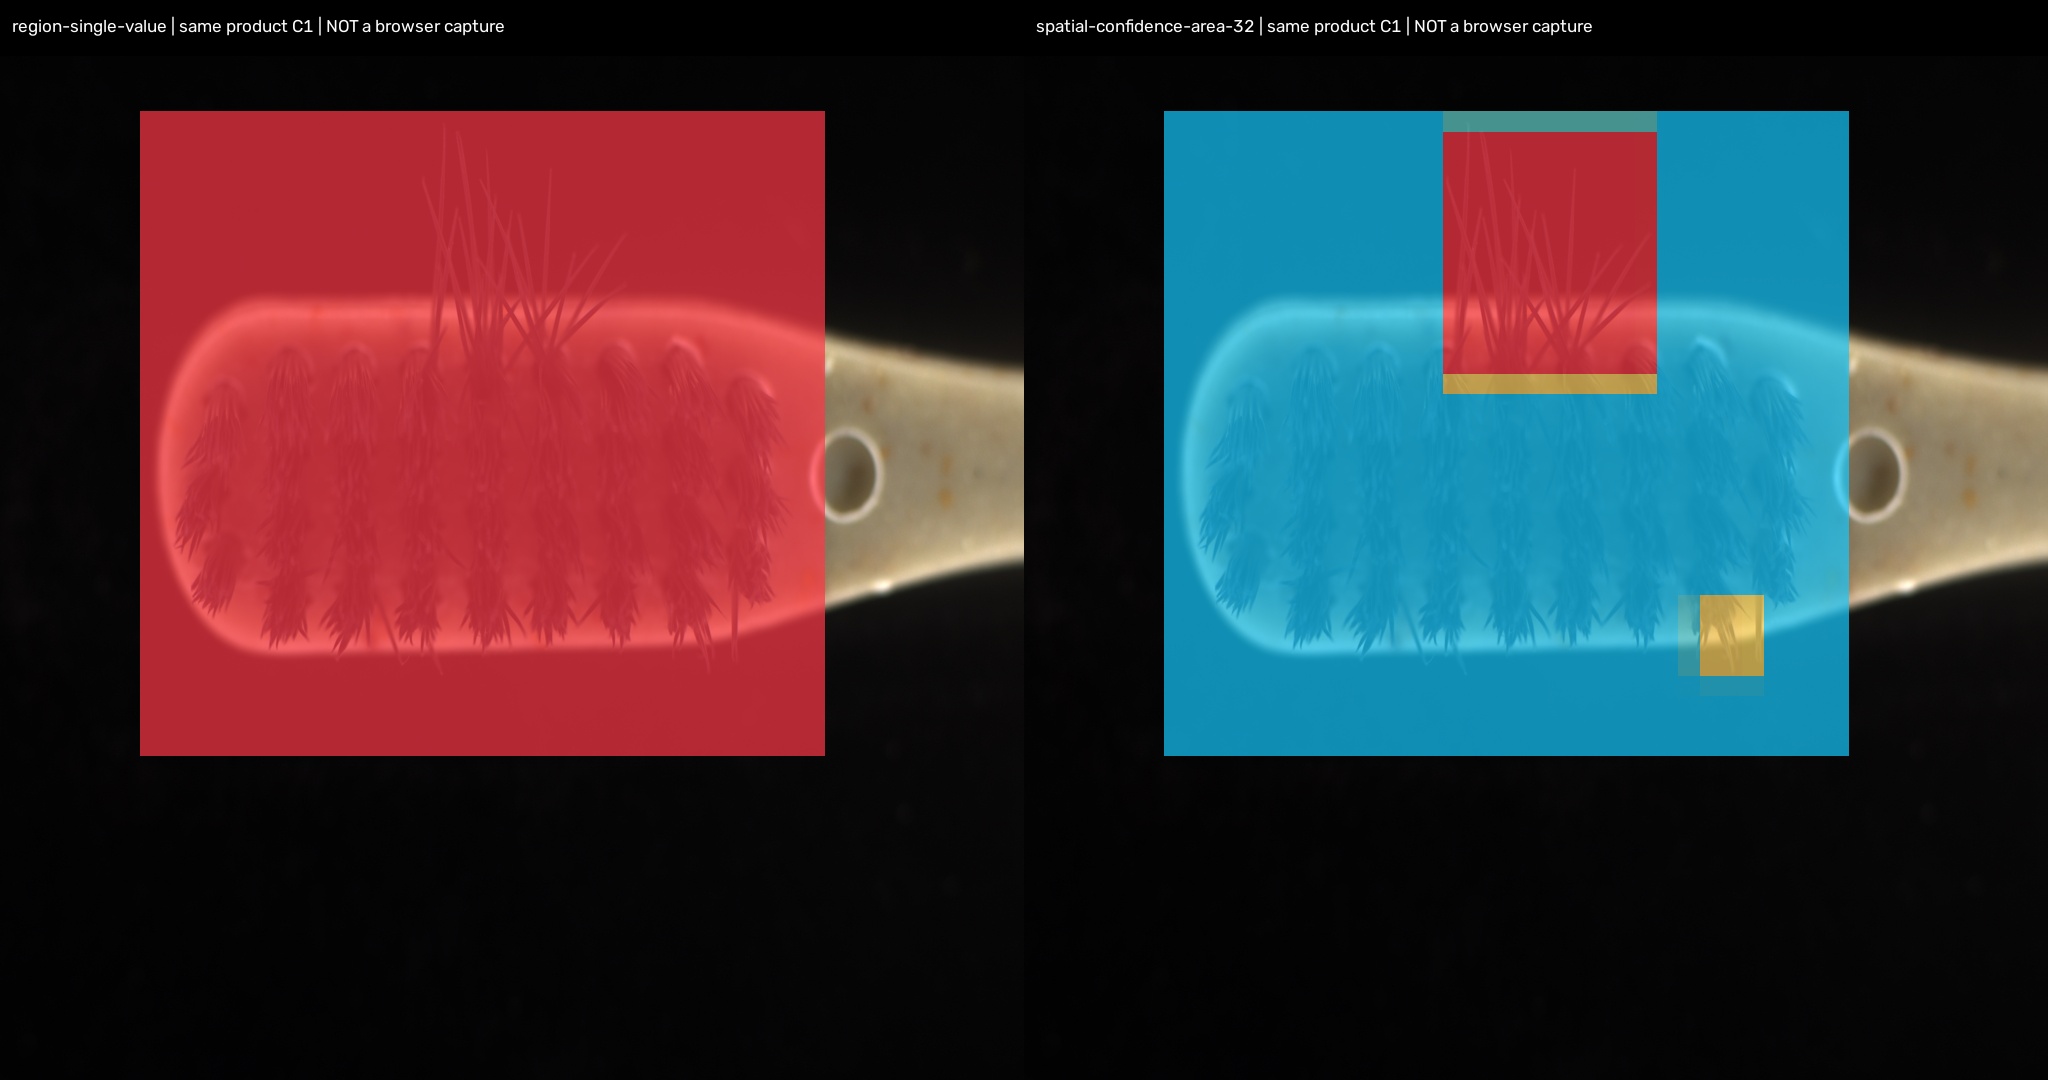 region-single-value | same product C1 | NOT a browser capture
spatial-confidence-area-32 | same product C1 | NOT a browser capture